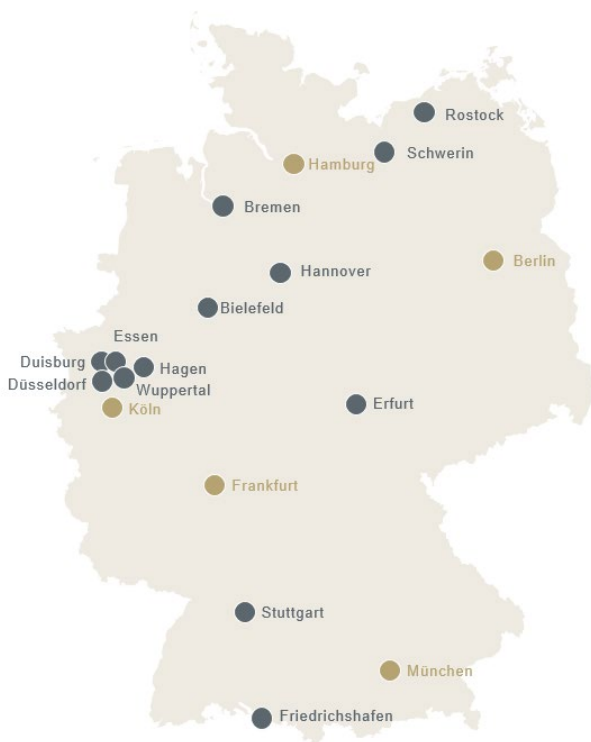 Rostock
Schwerin
Hamburg
Bremen
Berlin
Hannover
Bielefeld
Essen
Duisburg
Hagen
Düsseldorf
Wuppertal
Köln
Erfurt
Frankfurt
Stuttgart
München
Friedrichshafen